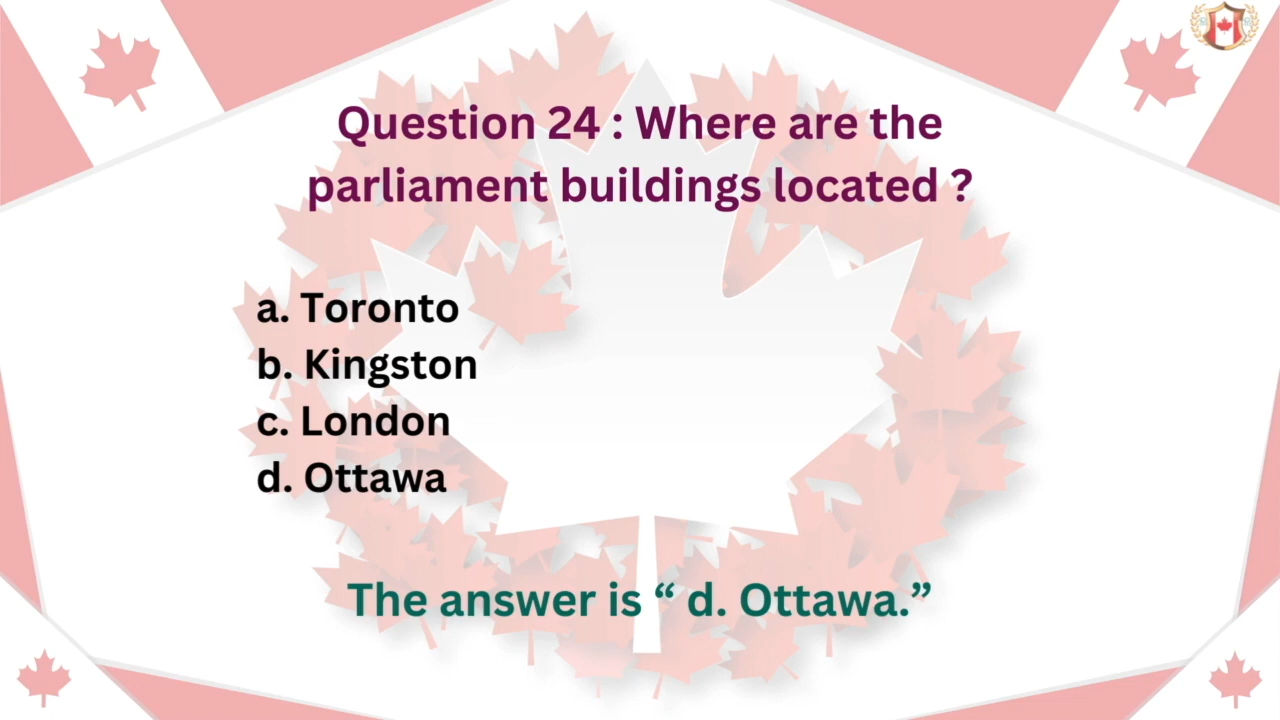 Question 24 : Where are the
parliament buildings located ?
a. Toronto
b. Kingston
c. London
d. Ottawa
The answer is “ d. Ottawa.”